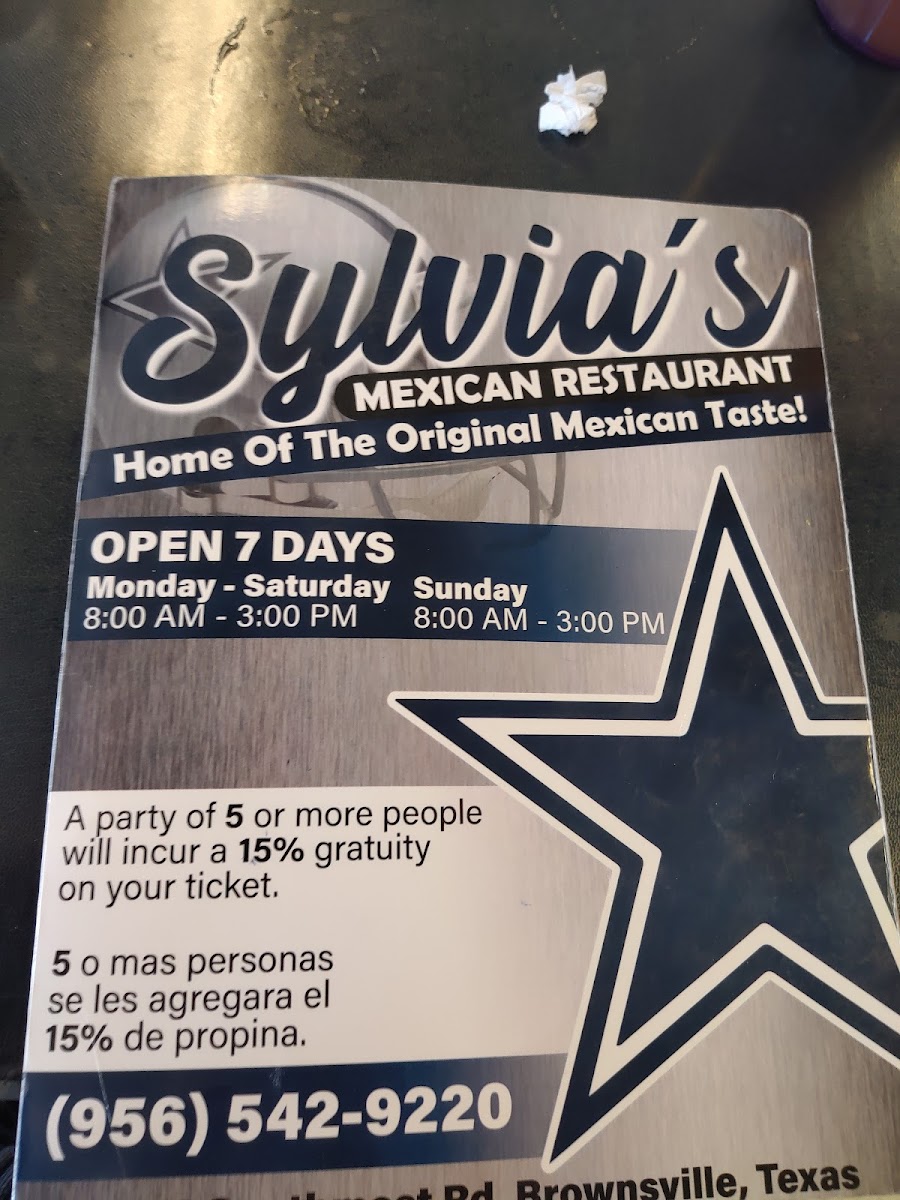 Sylvia´s
MEXICAN RESTAURANT
Home Of The Original Mexican Taste!
OPEN 7 DAYS
Monday - Saturday Sunday
8:00 AM - 3:00 PM 8:00 AM - 3:00 PM
A party of 5 or more people
will incur a 15% gratuity
on your ticket.
5 o mas personas
se les agregara el
15% de propina.
(956) 542-9220
Rd. Brownsville, Texas